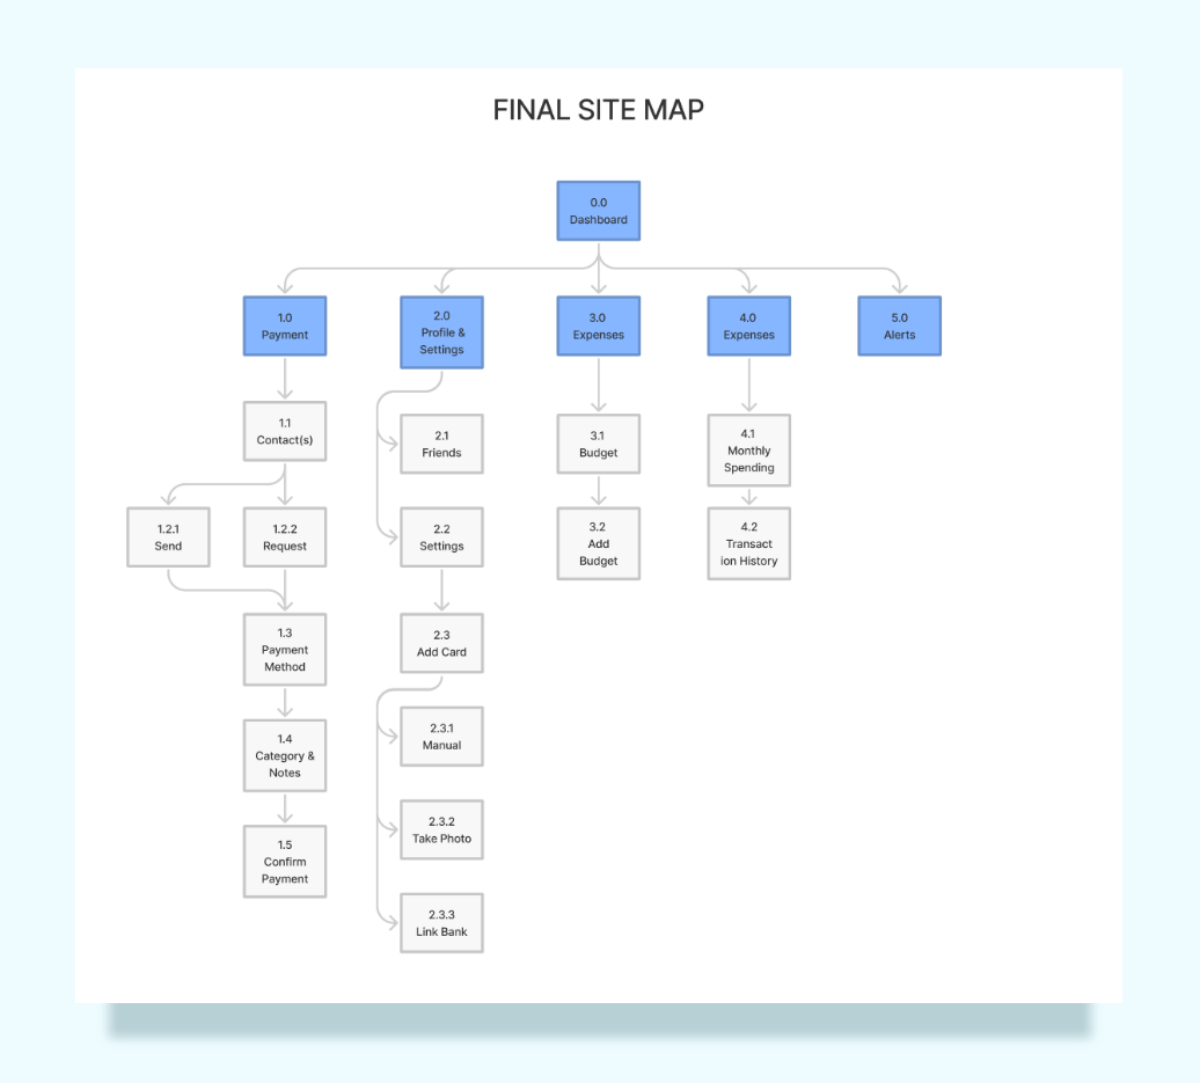 FINAL SITE MAP
0.0
Dashboard
1.0
Payment
2.0
Profile &
Settings
3.0
Expenses
4.0
Expenses
5.0
Alerts
1.1
Contact(s)
2.1
Friends
3.1
Budget
4.1
Monthly
Spending
1.2.1
Send
1.2.2
Request
2.2
Settings
3.2
Add
Budget
4.2
Transact
ion History
1.3
Payment
Method
2.3
Add Card
1.4
Category &
Notes
2.3.1
Manual
1.5
Confirm
Payment
2.3.2
Take Photo
2.3.3
Link Bank